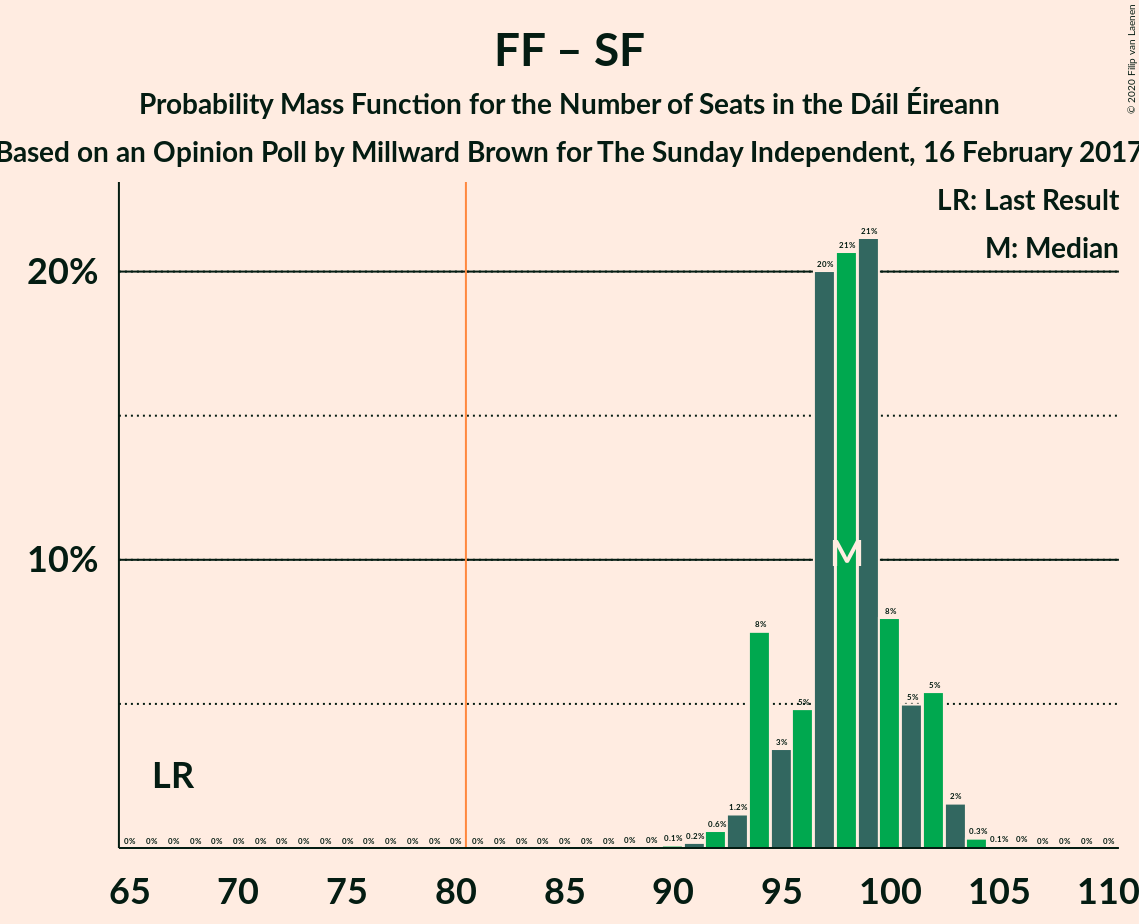 FF – SF
Probability Mass Function for the Number of Seats in the Dáil Éireann
Based on an Opinion Poll by Millward Brown for The Sunday Independent, 16 February 2017
© 2020 Filip van Laenen
LR: Last Result
M: Median
20%
10%
LR
M
0% 0% 0% 0% 0% 0% 0% 0% 0% 0% 0% 0% 0% 0% 0% 0% 0% 0% 0% 0% 0% 0% 0% 0% 0% 0.1% 0.2% 0.6% 1.2% 8% 3% 5% 20% 21% 21% 8% 5% 5% 2% 0.3% 0.1% 0% 0% 0% 0% 0%
65 70 75 80 85 90 95 100 105 110